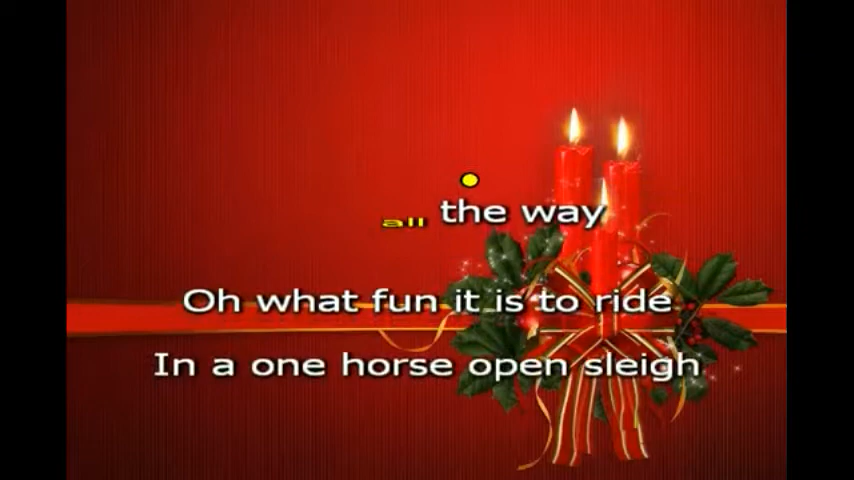 all the way
Oh what fun it is to ride
In a one horse open sleigh